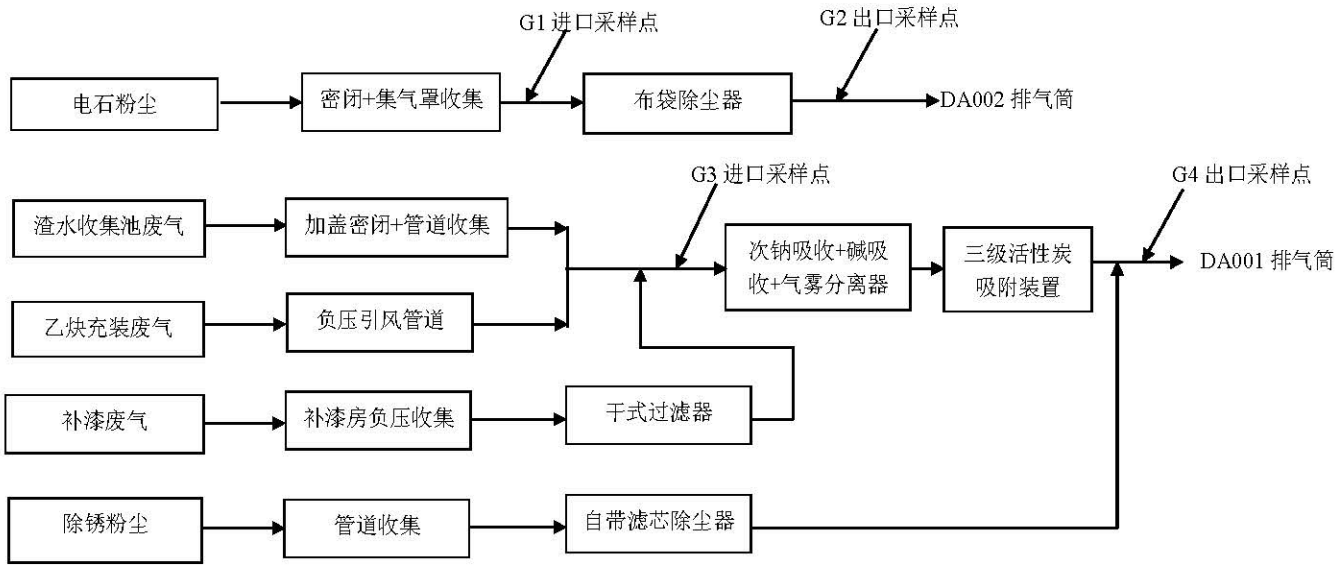 G1 进口采样点
G2 出口采样点
电石粉尘
密闭+集气罩收集
布袋除尘器
DA002 排气筒
G3 进口采样点
G4 出口采样点
渣水收集池废气
加盖密闭+管道收集
次钠吸收+碱吸
收+气雾分离器
三级活性炭
吸附装置
DA001 排气筒
乙炔充装废气
负压引风管道
补漆废气
补漆房负压收集
干式过滤器
除锈粉尘
管道收集
自带滤芯除尘器